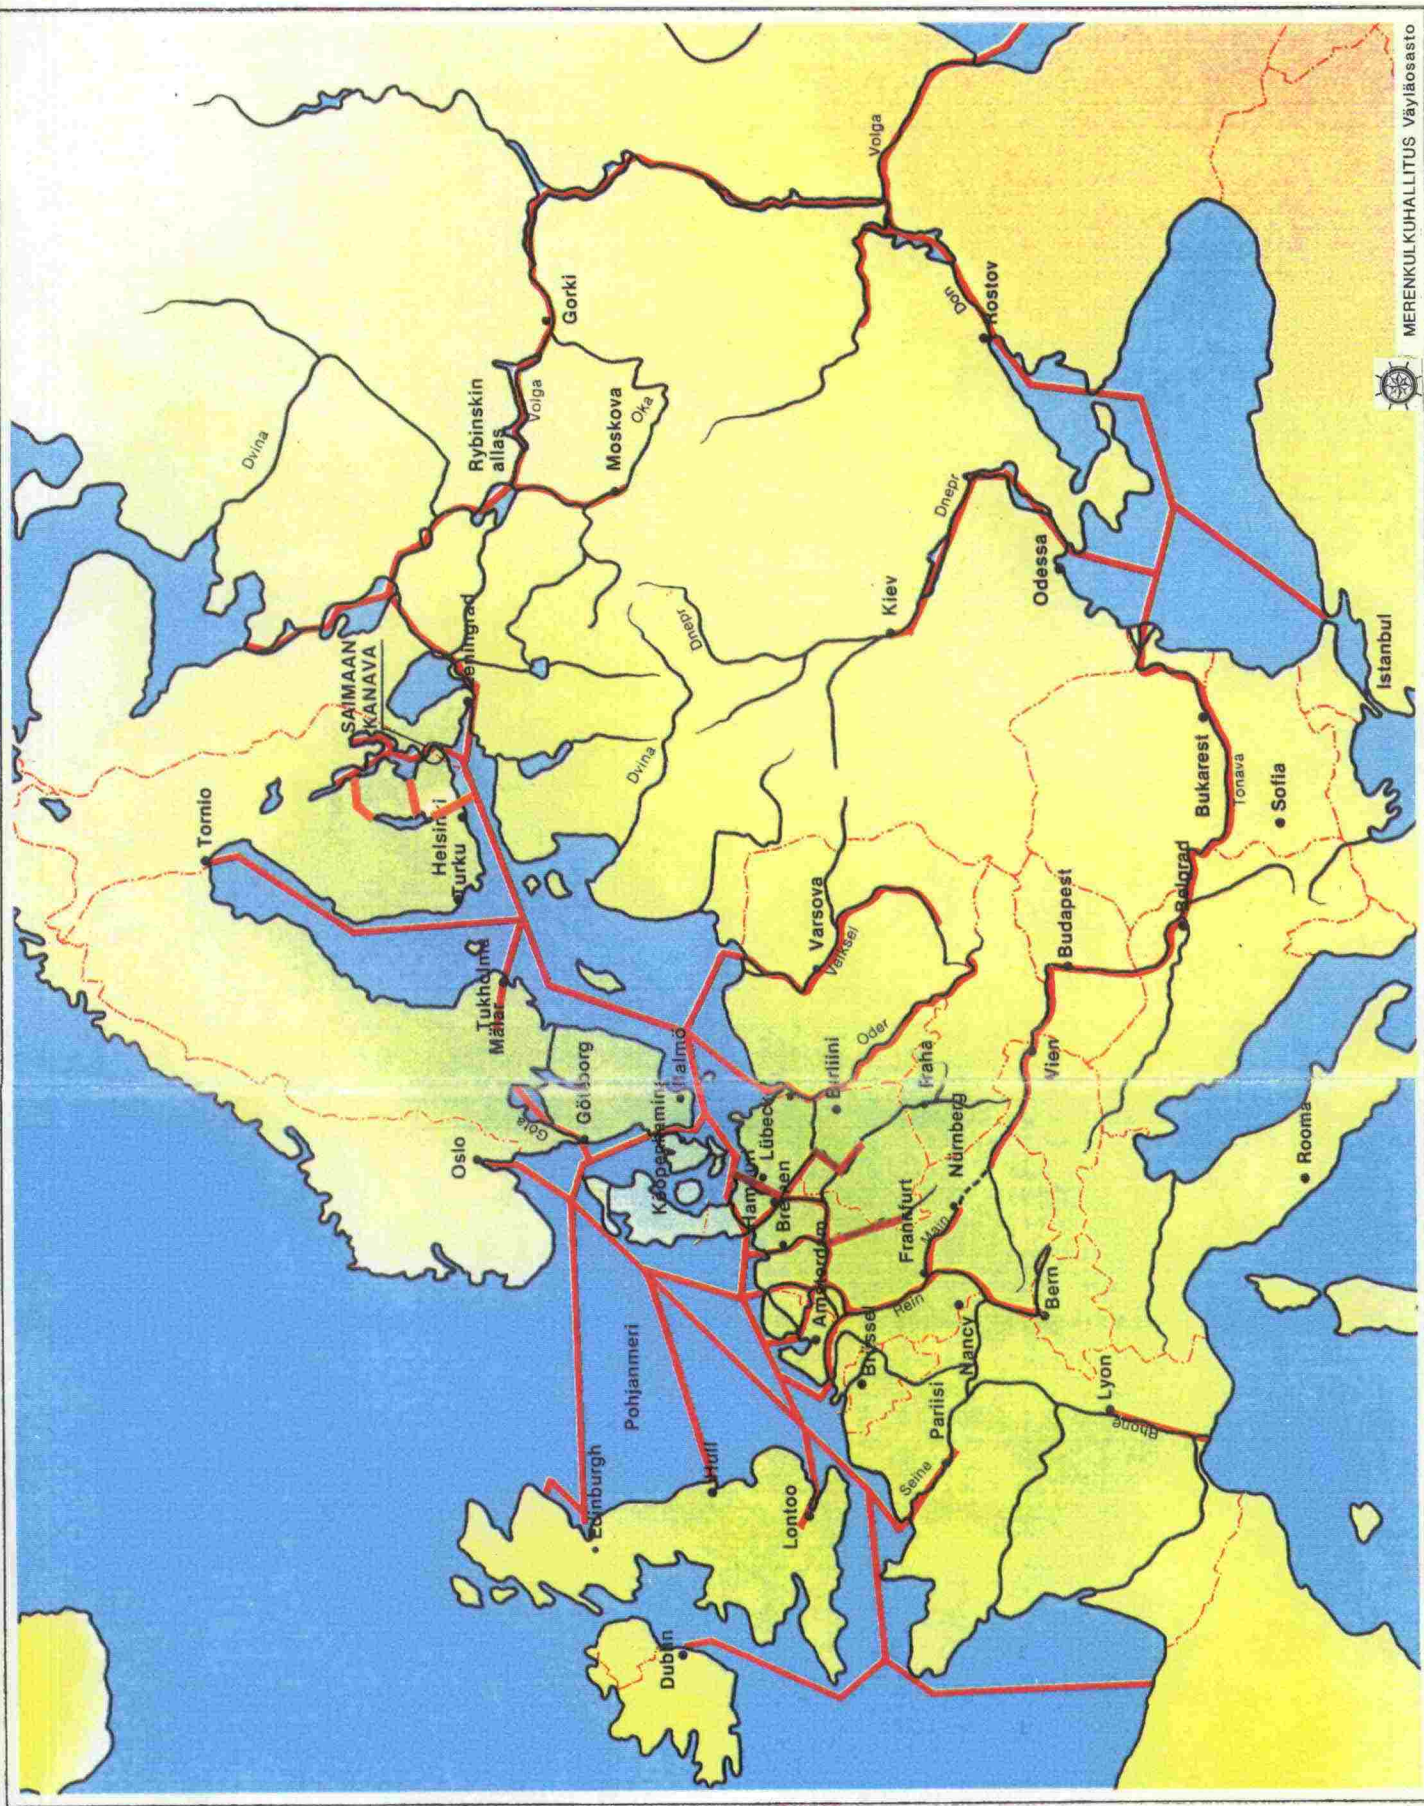 Tornio
SAIMAAN
KANAVA
Dvina
Rybinskin
allas
Volga
Gorki
Moskova
Oka
Leningrad
Helsinki
Turku
Tukholma
Mälar
Oslo
Göta
Göteborg
Malmö
Kööpenhamina
Dvina
Dnepr
Volga
Don
Rostov
Dnepr
Kiev
Odessa
Varsova
Veiksel
Oder
Berliini
Lübeck
Hampuri
Bremen
Amsterdam
Pohjanmeri
Edinburgh
Hull
Lontoo
Dublin
Bryssel
Rein
Frankfurt
Main
Nürnberg
Praha
Nancy
Pariisi
Seine
Wien
Budapest
Belgrad
Bukarest
Tonava
Sofia
Istanbul
Bern
Lyon
Rhone
Rooma
MERENKULKUHALLITUS Väyläosasto